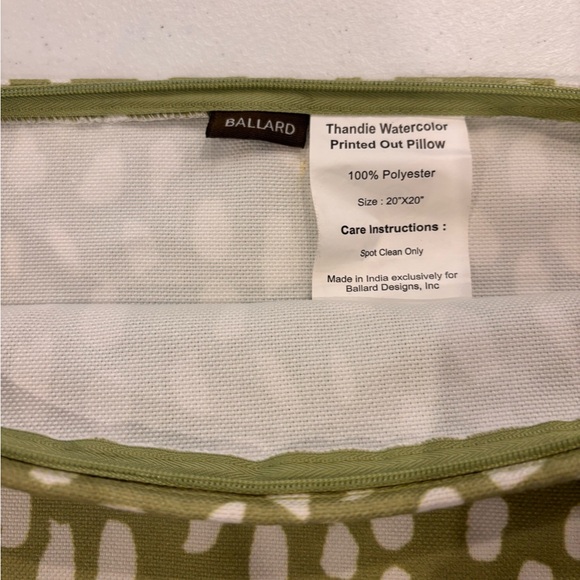 BALLARD
Thandie Watercolor
Printed Out Pillow
100% Polyester
Size : 20"X20"
Care Instructions :
Spot Clean Only
Made in India exclusively for
Ballard Designs, Inc